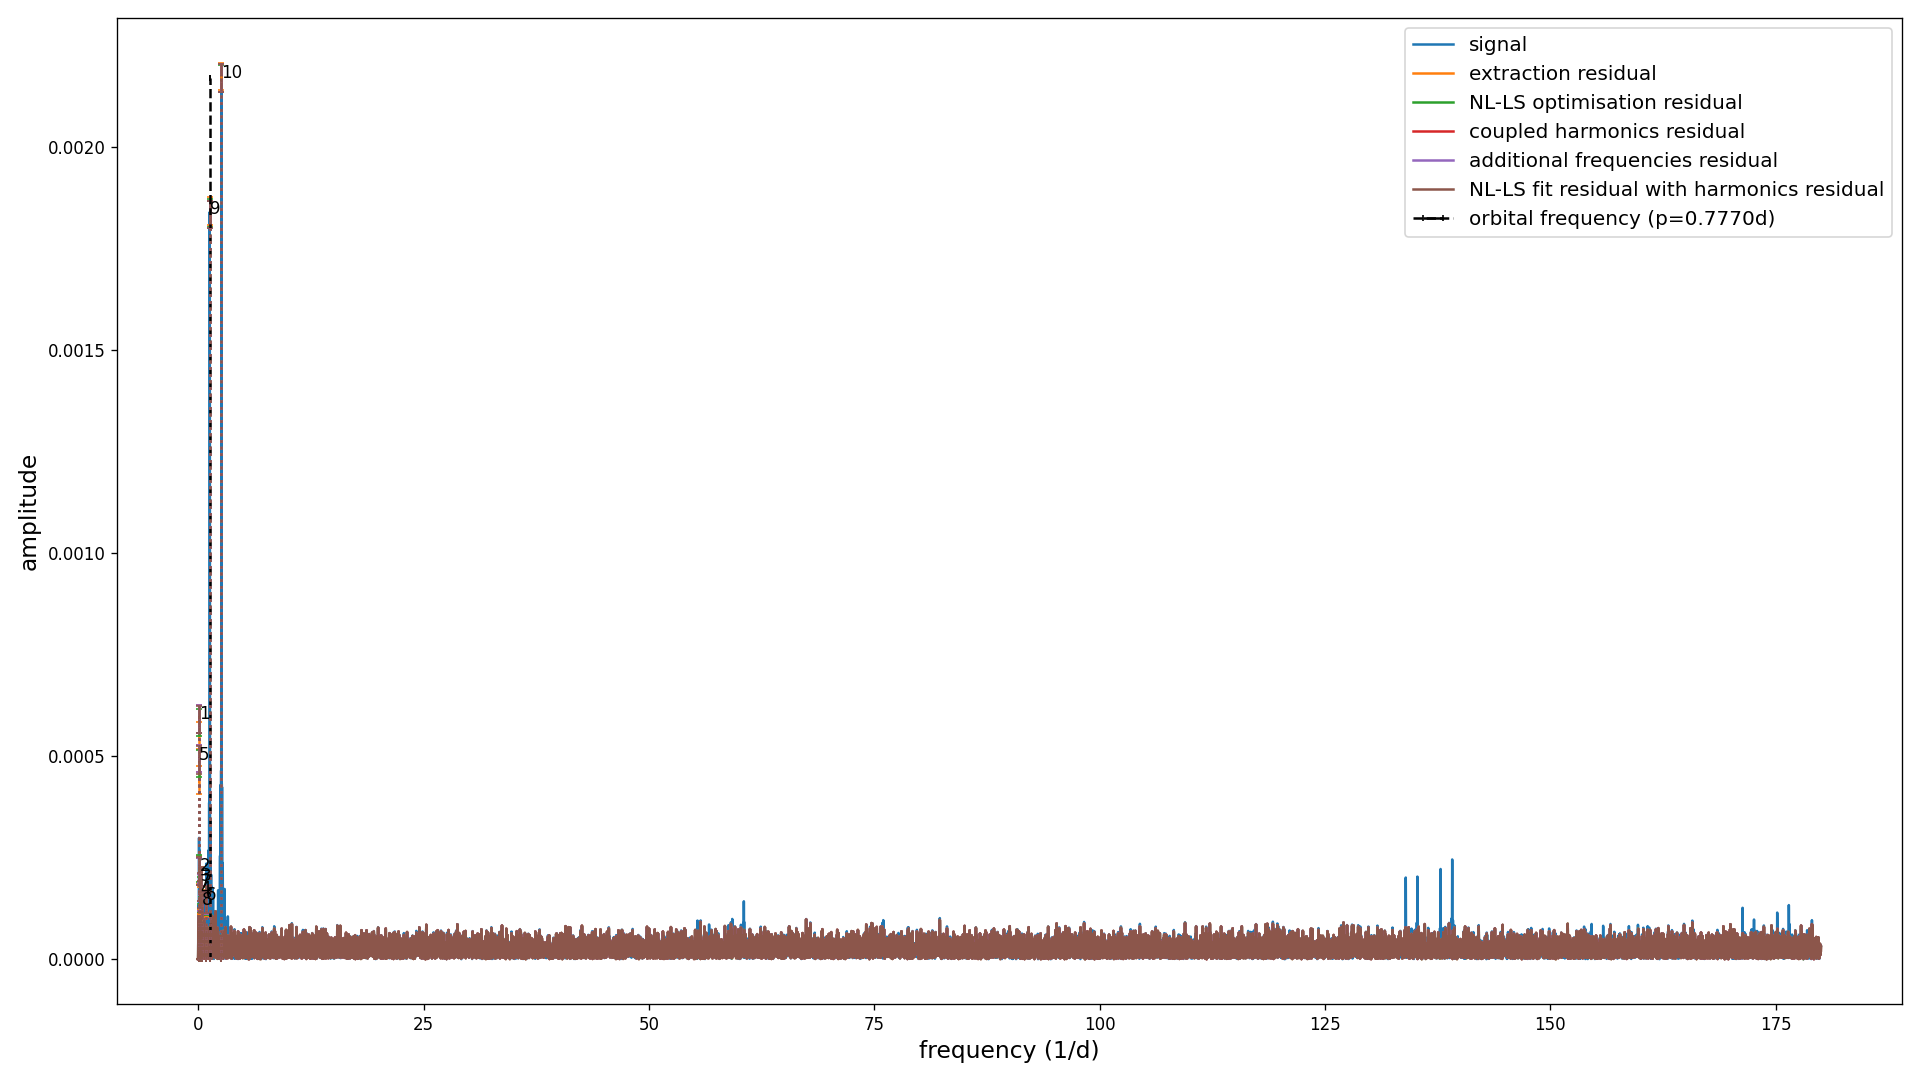 signal
extraction residual
NL-LS optimisation residual
coupled harmonics residual
additional frequencies residual
NL-LS fit residual with harmonics residual
orbital frequency (p=0.7770d)
10
9
1
5
2
6
0.0020
0.0015
0.0010
0.0005
0.0000
amplitude
0
25
50
75
100
125
150
175
frequency (1/d)